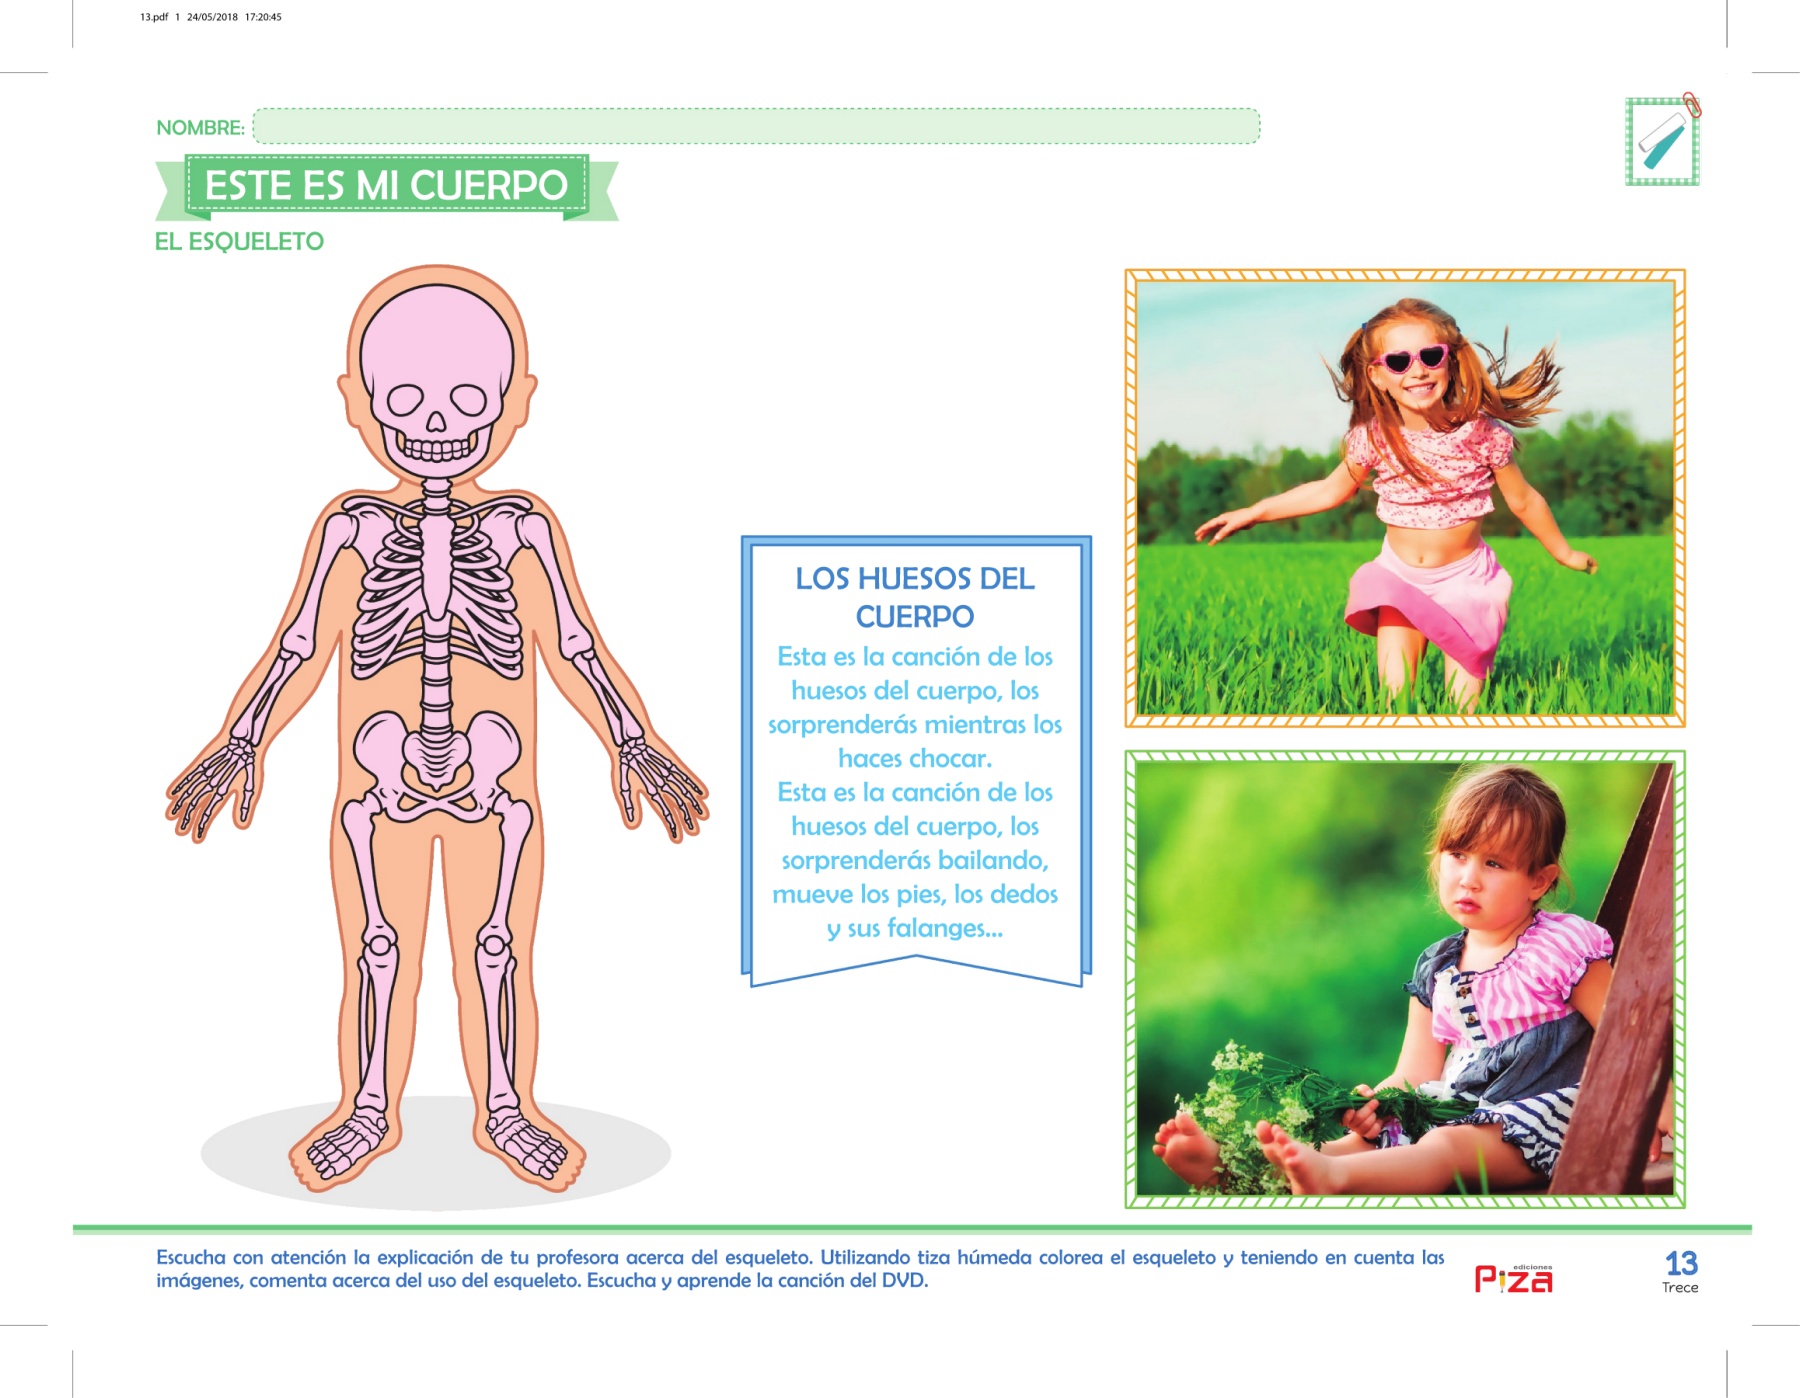 13.pdf 1 24/05/2018 17:20:45
NOMBRE:
ESTE ES MI CUERPO
EL ESQUELETO
LOS HUESOS DEL
CUERPO
Esta es la canción de los
huesos del cuerpo, los
sorprenderás mientras los
haces chocar.
Esta es la canción de los
huesos del cuerpo, los
sorprenderás bailando,
mueve los pies, los dedos
y sus falanges...
Escucha con atención la explicación de tu profesora acerca del esqueleto. Utilizando tiza húmeda colorea el esqueleto y teniendo en cuenta las
imágenes, comenta acerca del uso del esqueleto. Escucha y aprende la canción del DVD.
ediciones
Piza
13
Trece